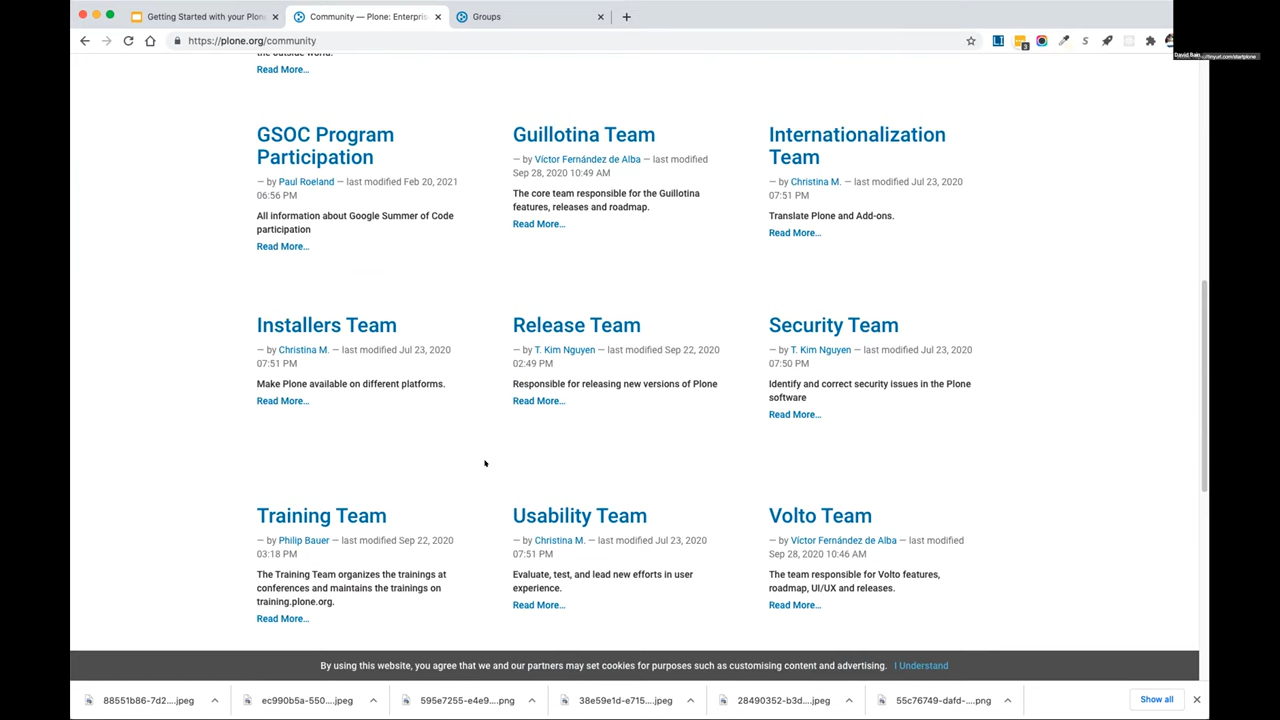 Getting Started with your Plon
Community — Plone: Enterpris
Groups
https://plone.org/community
3
David Bain
the outside world.
Read More…
GSOC Program
Participation
— by Paul Roeland — last modified Feb 20, 2021
06:56 PM
All information about Google Summer of Code
participation
Read More…
Guillotina Team
— by Víctor Fernández de Alba — last modified
Sep 28, 2020 10:49 AM
The core team responsible for the Guillotina
features, releases and roadmap.
Read More…
Internationalization
Team
— by Christina M. — last modified Jul 23, 2020
07:51 PM
Translate Plone and Add-ons.
Read More…
Installers Team
— by Christina M. — last modified Jul 23, 2020
07:51 PM
Make Plone available on different platforms.
Read More…
Release Team
— by T. Kim Nguyen — last modified Sep 22, 2020
02:49 PM
Responsible for releasing new versions of Plone
Read More…
Security Team
— by T. Kim Nguyen — last modified Jul 23, 2020
07:50 PM
Identify and correct security issues in the Plone
software
Read More…
Training Team
— by Philip Bauer — last modified Sep 22, 2020
03:18 PM
The Training Team organizes the trainings at
conferences and maintains the trainings on
training.plone.org.
Read More…
Usability Team
— by Christina M. — last modified Jul 23, 2020
07:51 PM
Evaluate, test, and lead new efforts in user
experience.
Read More…
Volto Team
— by Víctor Fernández de Alba — last modified
Sep 28, 2020 10:46 AM
The team responsible for Volto features,
roadmap, UI/UX and releases.
Read More…
By using this website, you agree that we and our partners may set cookies for purposes such as customising content and advertising. I Understand
88551b86-7d2....jpeg
ec990b5a-550....jpeg
595e7255-e4e9....png
38e59e1d-e715....jpeg
28490352-b3d....jpeg
55c76749-dafd-....png
Show all